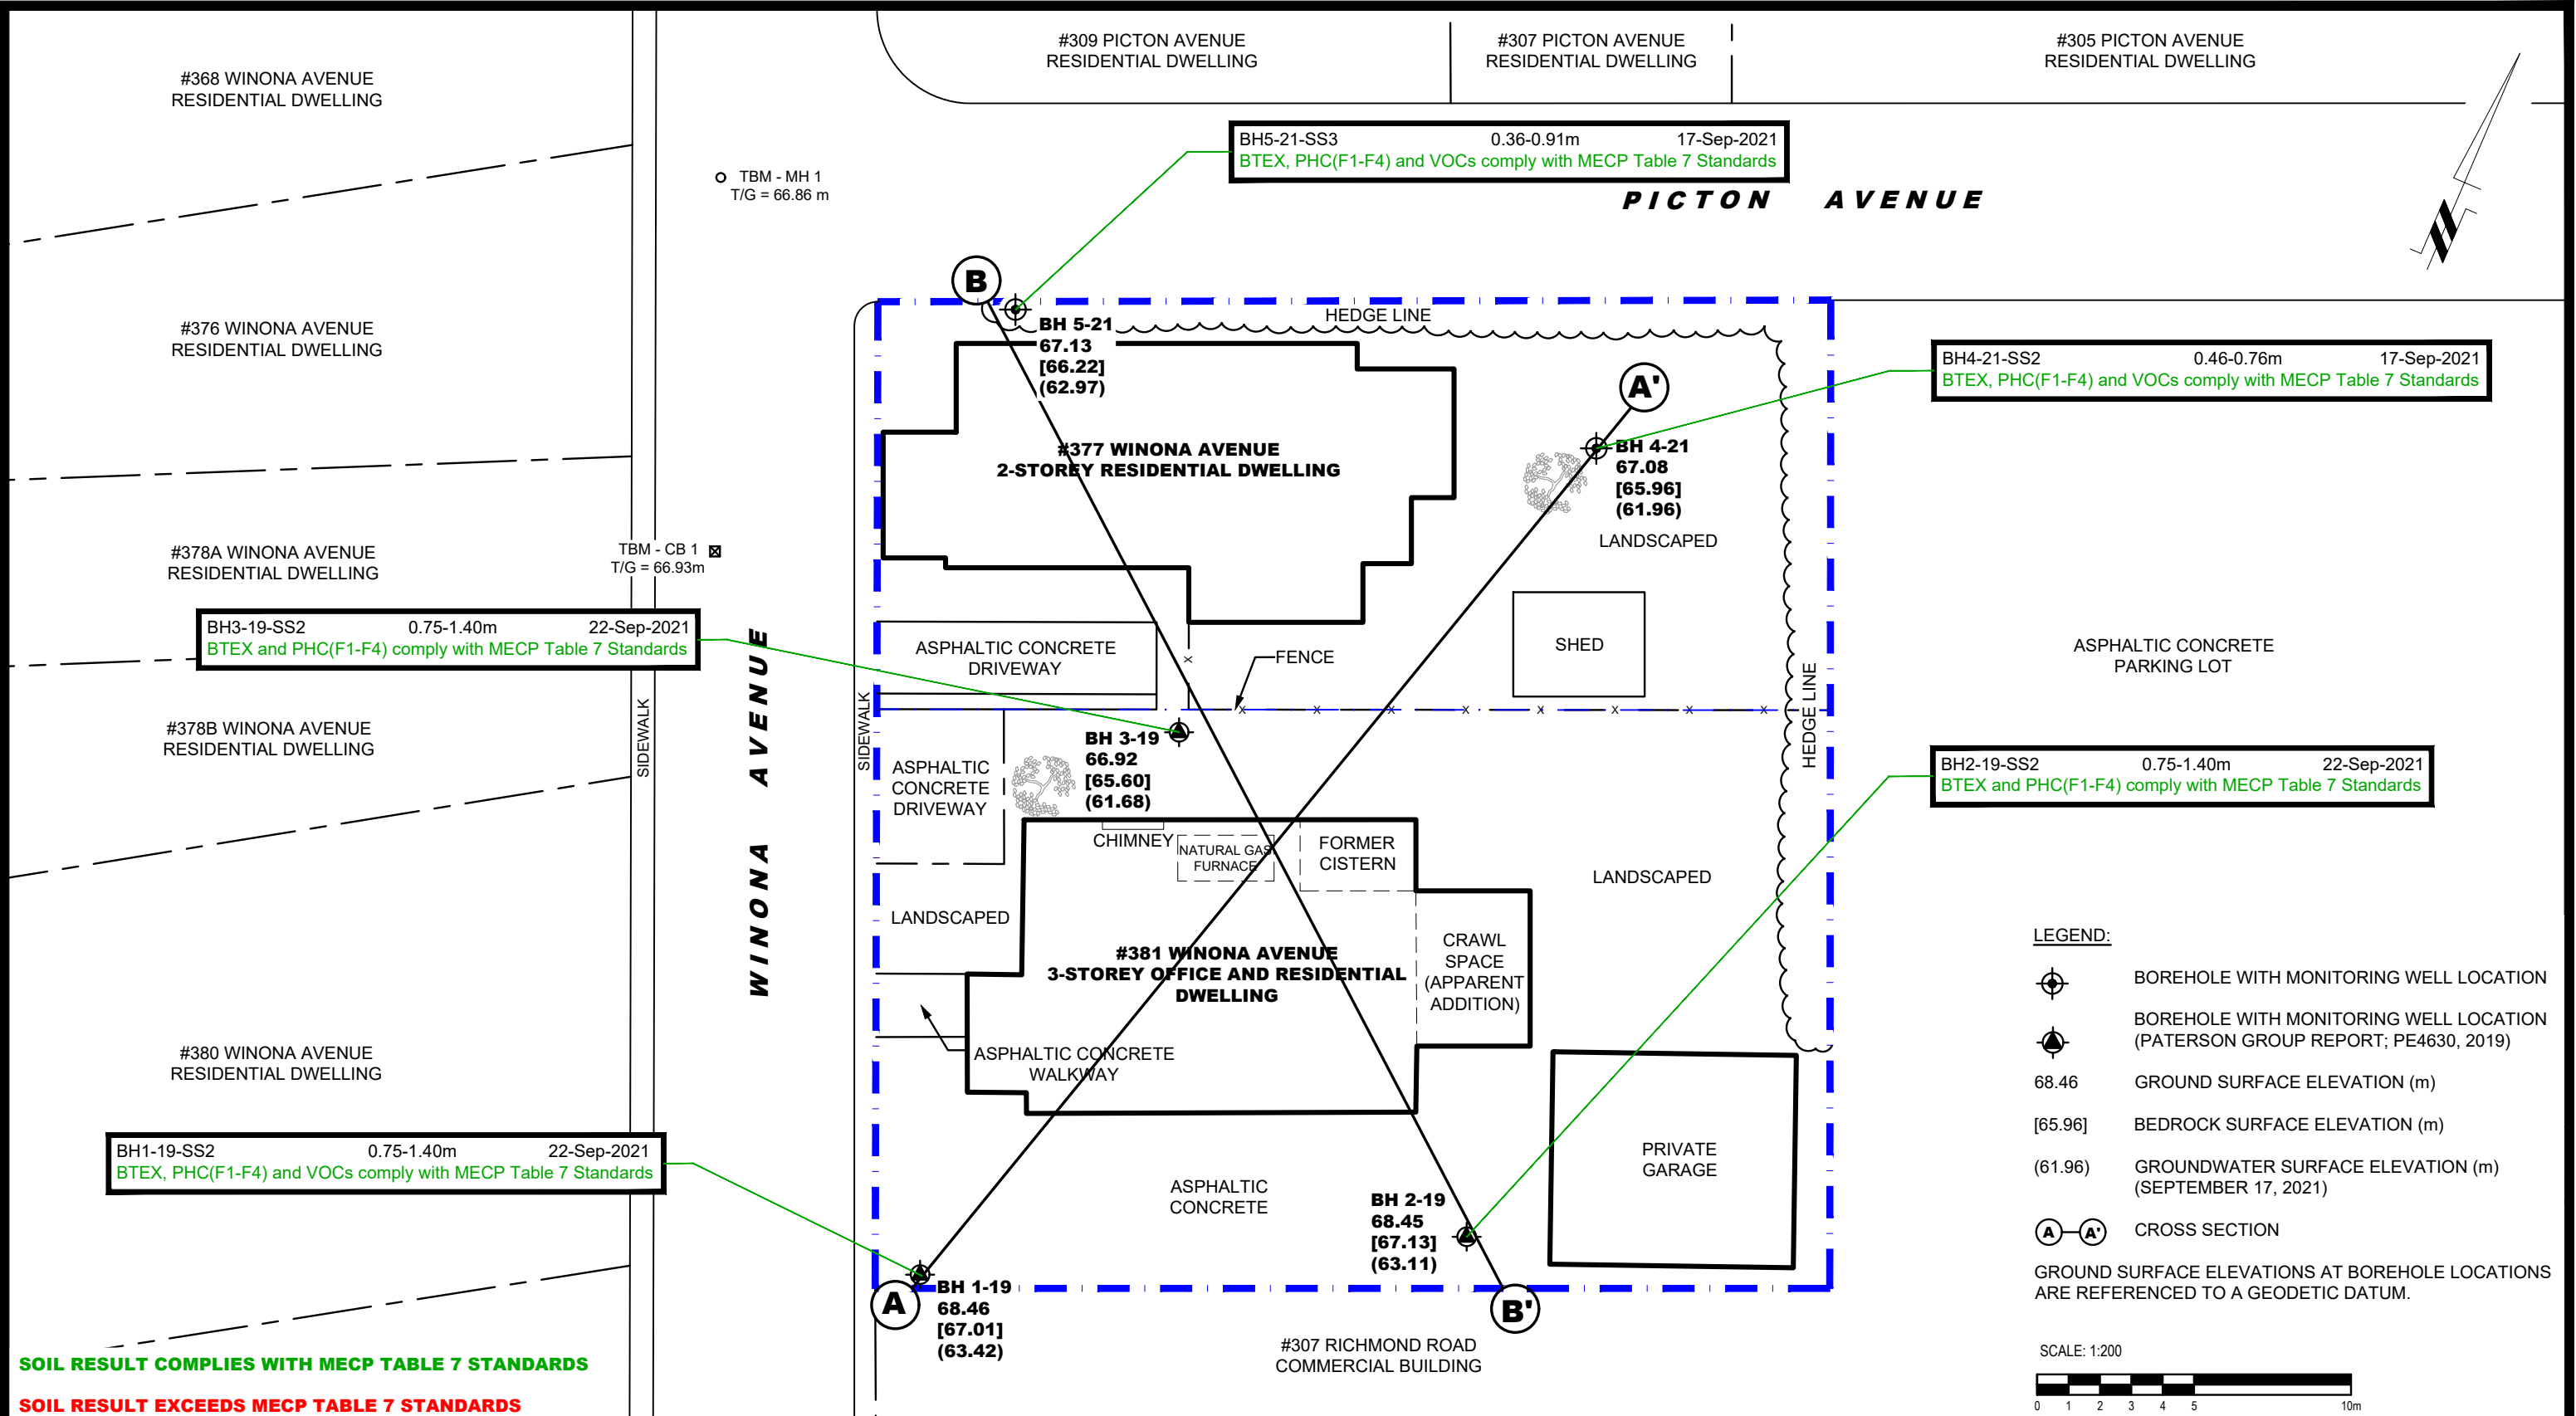 #309 PICTON AVENUE
RESIDENTIAL DWELLING
#307 PICTON AVENUE
RESIDENTIAL DWELLING
#305 PICTON AVENUE
RESIDENTIAL DWELLING
#368 WINONA AVENUE
RESIDENTIAL DWELLING
BH5-21-SS3 0.36-0.91m 17-Sep-2021
BTEX, PHC(F1-F4) and VOCs comply with MECP Table 7 Standards
TBM - MH 1
T/G = 66.86 m
PICTON AVENUE
B
BH 5-21
67.13
[66.22]
(62.97)
HEDGE LINE
#376 WINONA AVENUE
RESIDENTIAL DWELLING
BH4-21-SS2 0.46-0.76m 17-Sep-2021
BTEX, PHC(F1-F4) and VOCs comply with MECP Table 7 Standards
A'
#377 WINONA AVENUE
2-STOREY RESIDENTIAL DWELLING
BH 4-21
67.08
[65.96]
(61.96)
LANDSCAPED
#378A WINONA AVENUE
RESIDENTIAL DWELLING
TBM - CB 1
T/G = 66.93m
BH3-19-SS2 0.75-1.40m 22-Sep-2021
BTEX and PHC(F1-F4) comply with MECP Table 7 Standards
ASPHALTIC CONCRETE
DRIVEWAY
x
FENCE
SHED
ASPHALTIC CONCRETE
PARKING LOT
WINONA AVENUE
SIDEWALK
SIDEWALK
HEDGE LINE
x x x x x x x x
#378B WINONA AVENUE
RESIDENTIAL DWELLING
BH 3-19
66.92
[65.60]
(61.68)
ASPHALTIC
CONCRETE
DRIVEWAY
BH2-19-SS2 0.75-1.40m 22-Sep-2021
BTEX and PHC(F1-F4) comply with MECP Table 7 Standards
CHIMNEY
NATURAL GAS
FURNACE
FORMER
CISTERN
LANDSCAPED
LANDSCAPED
#381 WINONA AVENUE
3-STOREY OFFICE AND RESIDENTIAL
DWELLING
CRAWL
SPACE
(APPARENT
ADDITION)
#380 WINONA AVENUE
RESIDENTIAL DWELLING
ASPHALTIC CONCRETE
WALKWAY
BH1-19-SS2 0.75-1.40m 22-Sep-2021
BTEX, PHC(F1-F4) and VOCs comply with MECP Table 7 Standards
ASPHALTIC
CONCRETE
PRIVATE
GARAGE
BH 2-19
68.45
[67.13]
(63.11)
A
BH 1-19
68.46
[67.01]
(63.42)
B'
#307 RICHMOND ROAD
COMMERCIAL BUILDING
LEGEND:
BOREHOLE WITH MONITORING WELL LOCATION
BOREHOLE WITH MONITORING WELL LOCATION
(PATERSON GROUP REPORT; PE4630, 2019)
68.46 GROUND SURFACE ELEVATION (m)
[65.96] BEDROCK SURFACE ELEVATION (m)
(61.96) GROUNDWATER SURFACE ELEVATION (m)
(SEPTEMBER 17, 2021)
A A' CROSS SECTION
GROUND SURFACE ELEVATIONS AT BOREHOLE LOCATIONS
ARE REFERENCED TO A GEODETIC DATUM.
SCALE: 1:200
0 1 2 3 4 5 10m
SOIL RESULT COMPLIES WITH MECP TABLE 7 STANDARDS
SOIL RESULT EXCEEDS MECP TABLE 7 STANDARDS